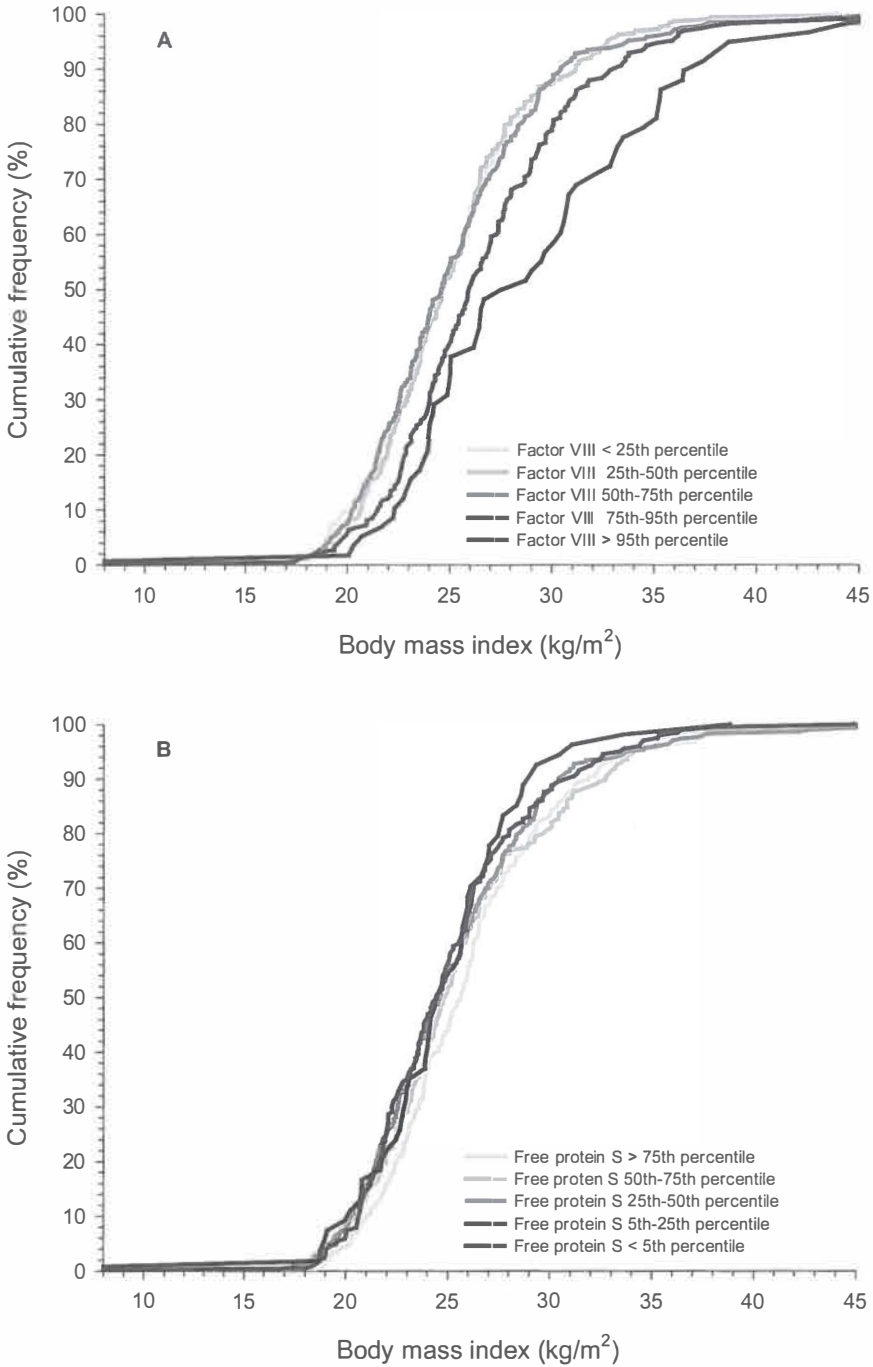 A
Cumulative frequency (%)
100
90
80
70
60
50
40
30
20
10
0
10 15 20 25 30 35 40 45
Body mass index (kg/m²)
Factor VIII < 25th percentile
Factor VIII 25th-50th percentile
Factor VIII 50th-75th percentile
Factor VIII 75th-95th percentile
Factor VIII > 95th percentile
B
Cumulative frequency (%)
100
90
80
70
60
50
40
30
20
10
0
10 15 20 25 30 35 40 45
Body mass index (kg/m²)
Free protein S > 75th percentile
Free proten S 50th-75th percentile
Free protein S 25th-50th percentile
Free protein S 5th-25th percentile
Free protein S < 5th percentile